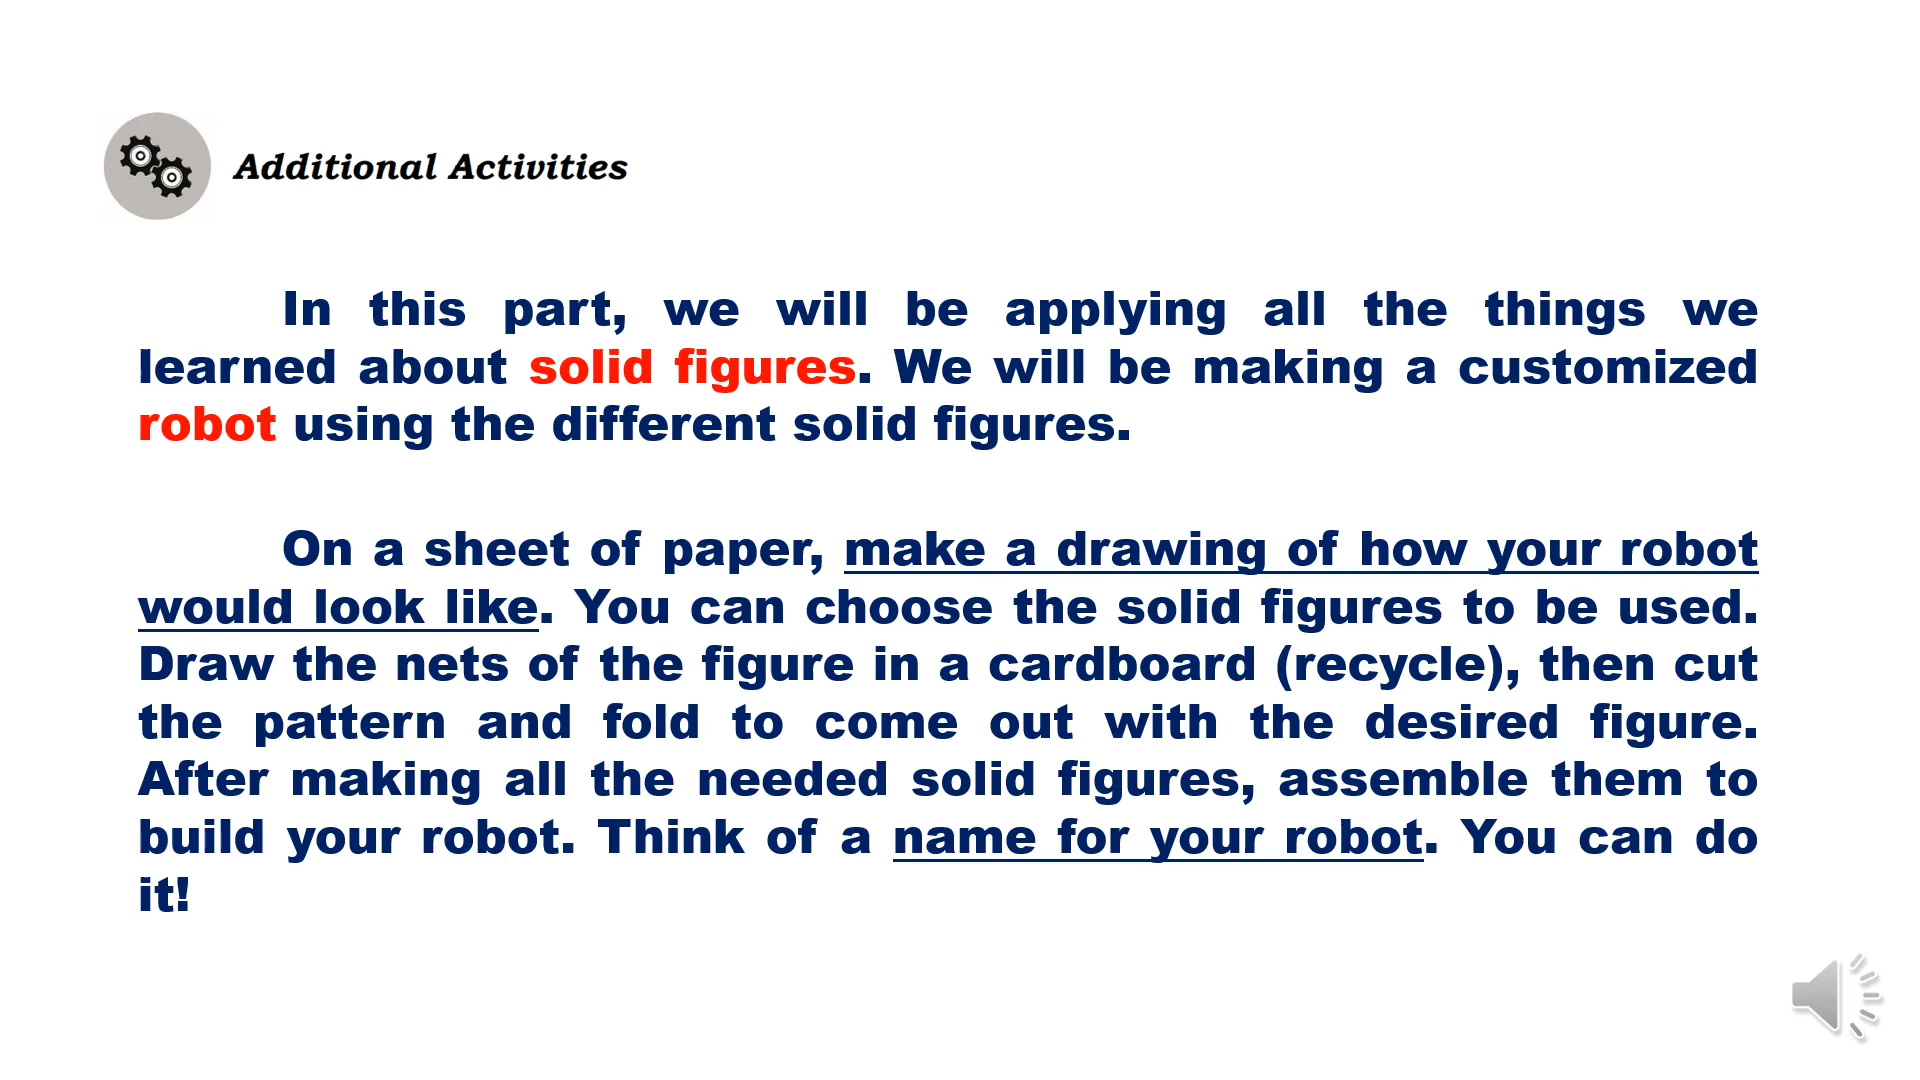 Additional Activities
In this part, we will be applying all the things we
learned about solid figures. We will be making a customized
robot using the different solid figures.
On a sheet of paper, make a drawing of how your robot
would look like. You can choose the solid figures to be used.
Draw the nets of the figure in a cardboard (recycle), then cut
the pattern and fold to come out with the desired figure.
After making all the needed solid figures, assemble them to
build your robot. Think of a name for your robot. You can do
it!